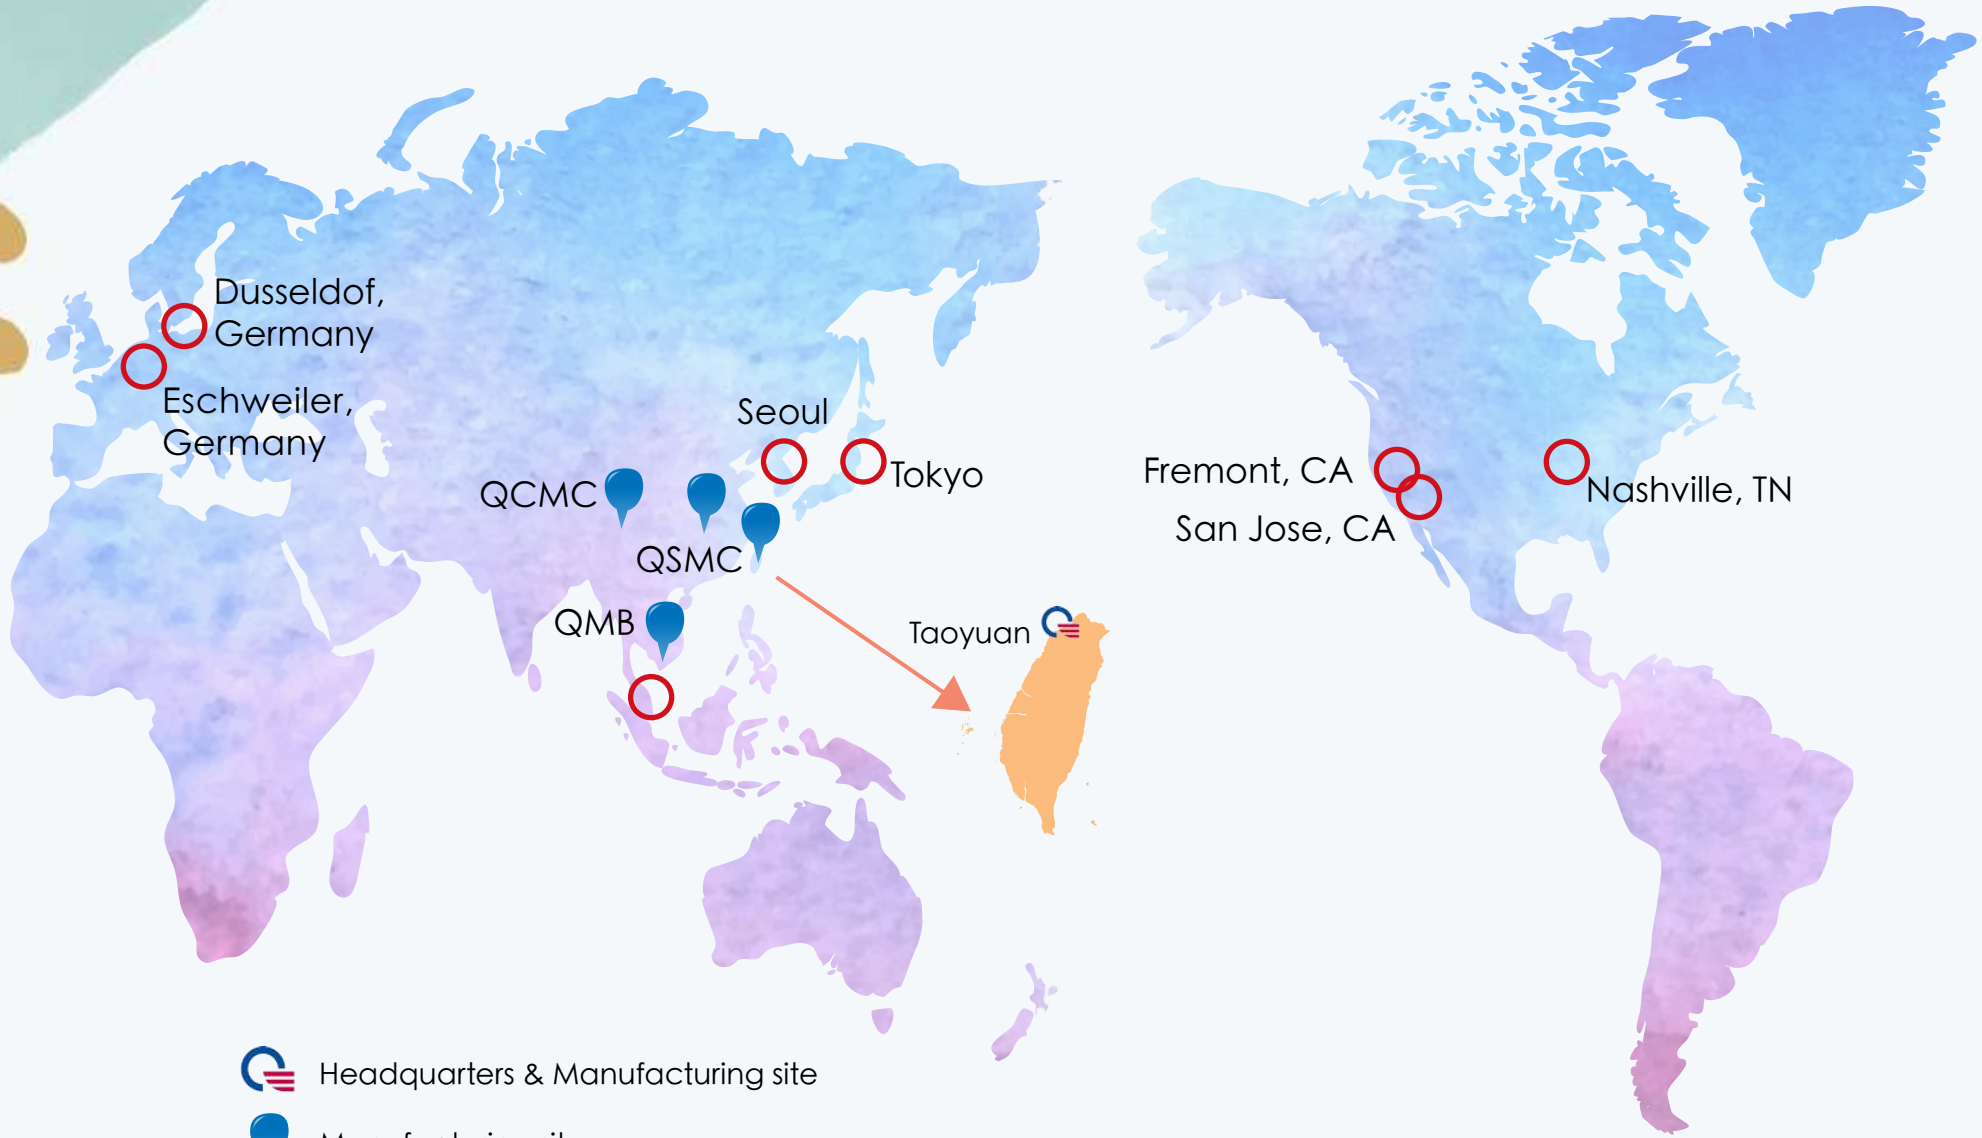 Dusseldof,
Germany
Eschweiler,
Germany
Seoul
Tokyo
QCMC
QSMC
QMB
Taoyuan
Fremont, CA
San Jose, CA
Nashville, TN
Headquarters & Manufacturing site